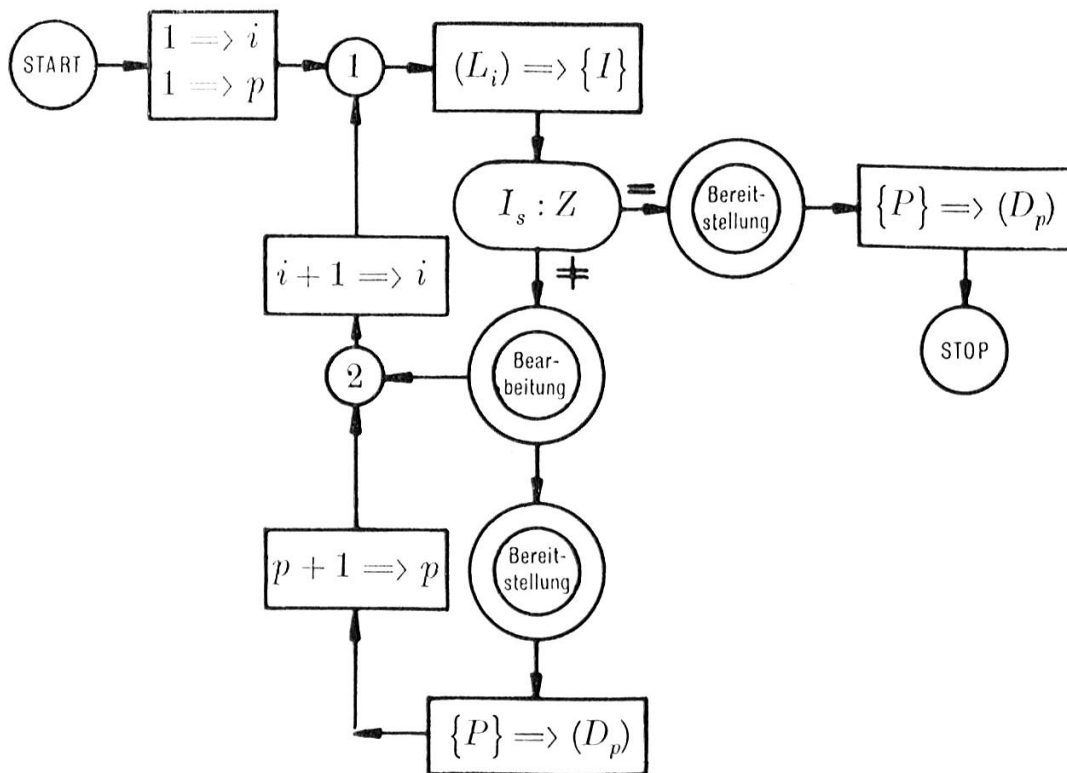 START
1 => i
1 => p
1
(L_i) => {I}
I_s : Z
=
≠
Bereit-
stellung
{P} => (D_p)
STOP
i + 1 => i
2
Bear-
beitung
p + 1 => p
Bereit-
stellung
{P} => (D_p)